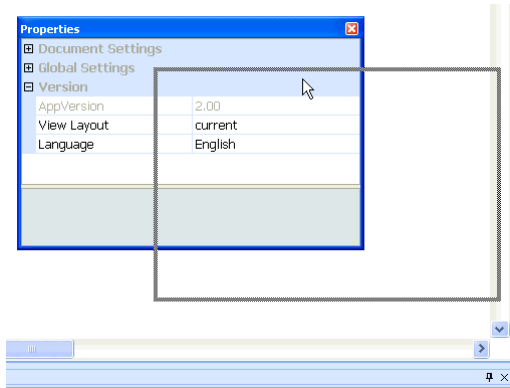 Properties
Document Settings
Global Settings
Version
AppVersion 2.00
View Layout current
Language English